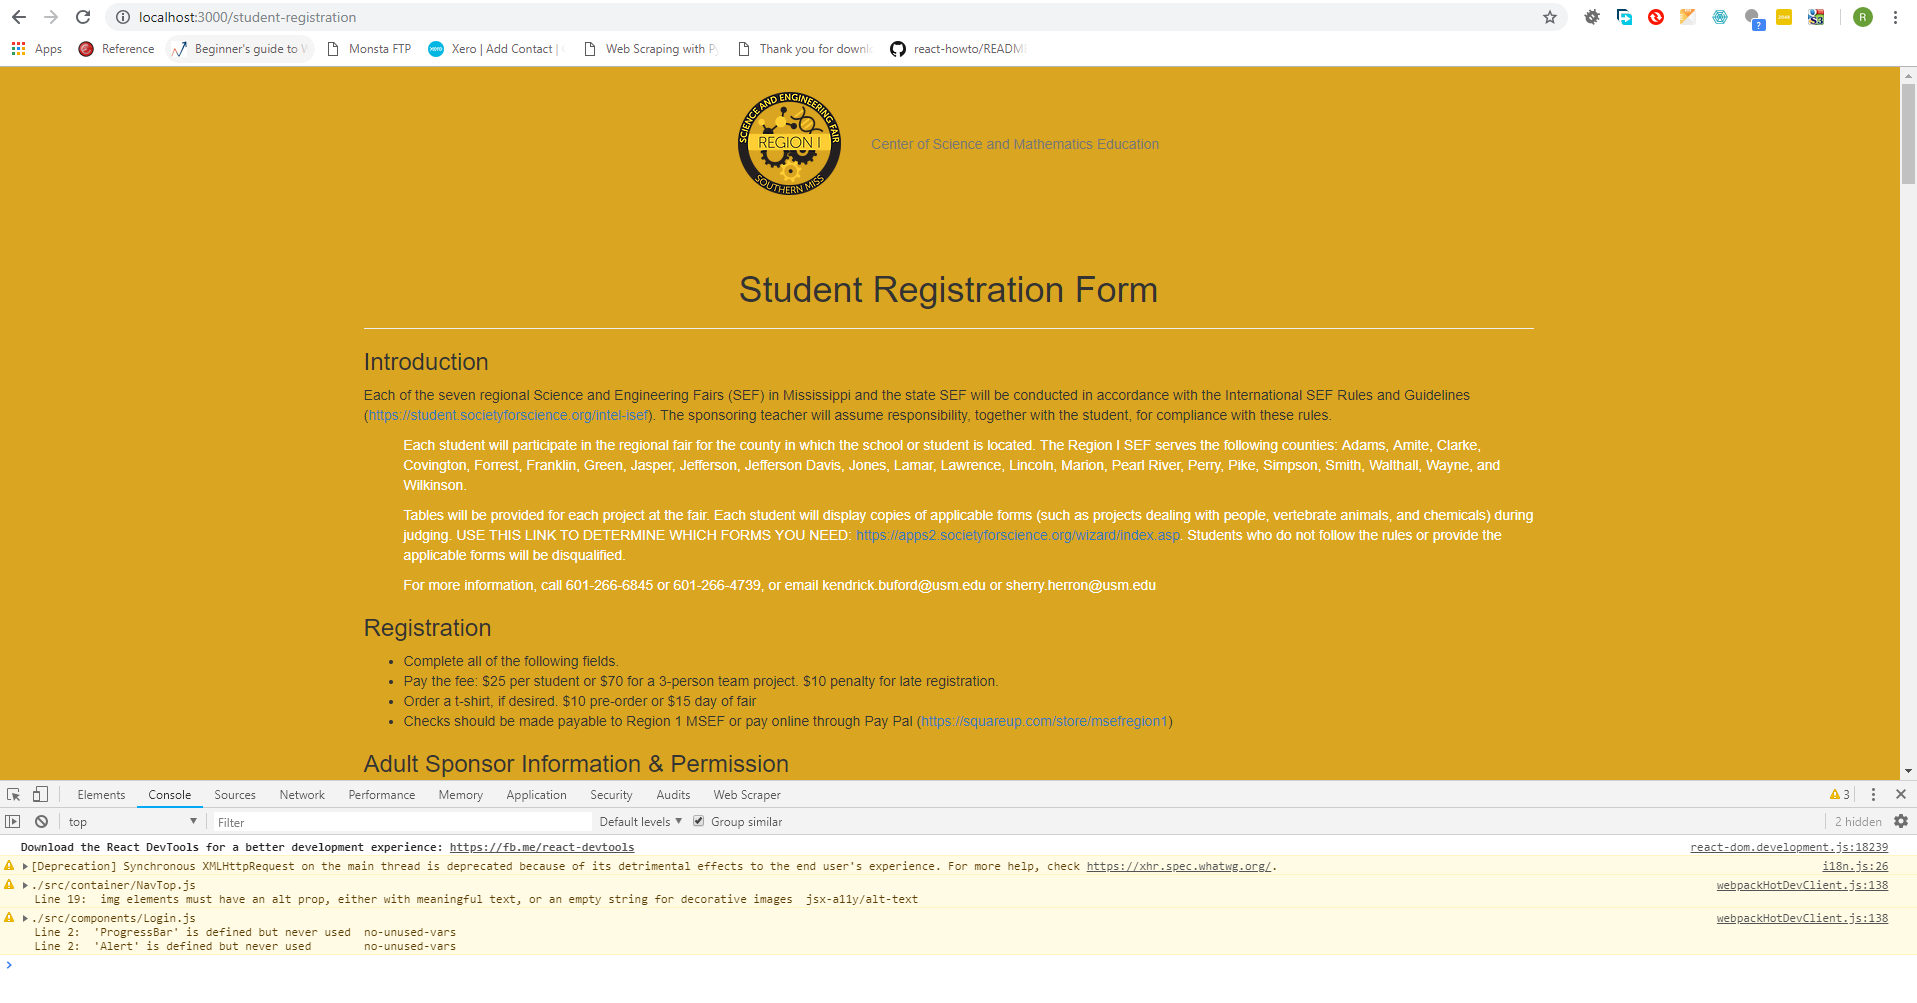 localhost:3000/student-registration
Apps Reference Beginner's guide to Monsta FTP Xero | Add Contact | Web Scraping with Thank you for downl react-howto/README
SCIENCE AND ENGINEERING FAIR
REGION I
SOUTHERN MISS
Center of Science and Mathematics Education
Student Registration Form
Introduction
Each of the seven regional Science and Engineering Fairs (SEF) in Mississippi and the state SEF will be conducted in accordance with the International SEF Rules and Guidelines
(https://student.societyforscience.org/intel-isef). The sponsoring teacher will assume responsibility, together with the student, for compliance with these rules.
Each student will participate in the regional fair for the county in which the school or student is located. The Region I SEF serves the following counties: Adams, Amite, Clarke,
Covington, Forrest, Franklin, Green, Jasper, Jefferson, Jefferson Davis, Jones, Lamar, Lawrence, Lincoln, Marion, Pearl River, Perry, Pike, Simpson, Smith, Walthall, Wayne, and
Wilkinson.
Tables will be provided for each project at the fair. Each student will display copies of applicable forms (such as projects dealing with people, vertebrate animals, and chemicals) during
judging. USE THIS LINK TO DETERMINE WHICH FORMS YOU NEED: https://apps2.societyforscience.org/wizard/index.asp. Students who do not follow the rules or provide the
applicable forms will be disqualified.
For more information, call 601-266-6845 or 601-266-4739, or email kendrick.buford@usm.edu or sherry.herron@usm.edu
Registration
• Complete all of the following fields.
• Pay the fee: $25 per student or $70 for a 3-person team project. $10 penalty for late registration.
• Order a t-shirt, if desired. $10 pre-order or $15 day of fair
• Checks should be made payable to Region 1 MSEF or pay online through Pay Pal (https://squareup.com/store/msefregion1)
Adult Sponsor Information & Permission
Elements Console Sources Network Performance Memory Application Security Audits Web Scraper 3
top Filter Default levels Group similar 2 hidden
Download the React DevTools for a better development experience: https://fb.me/react-devtools react-dom.development.js:18239
[Deprecation] Synchronous XMLHttpRequest on the main thread is deprecated because of its detrimental effects to the end user's experience. For more help, check https://xhr.spec.whatwg.org/. i18n.js:26
./src/container/NavTop.js webpackHotDevClient.js:138
Line 19: img elements must have an alt prop, either with meaningful text, or an empty string for decorative images jsx-a11y/alt-text
./src/components/Login.js webpackHotDevClient.js:138
Line 2: 'ProgressBar' is defined but never used no-unused-vars
Line 2: 'Alert' is defined but never used no-unused-vars